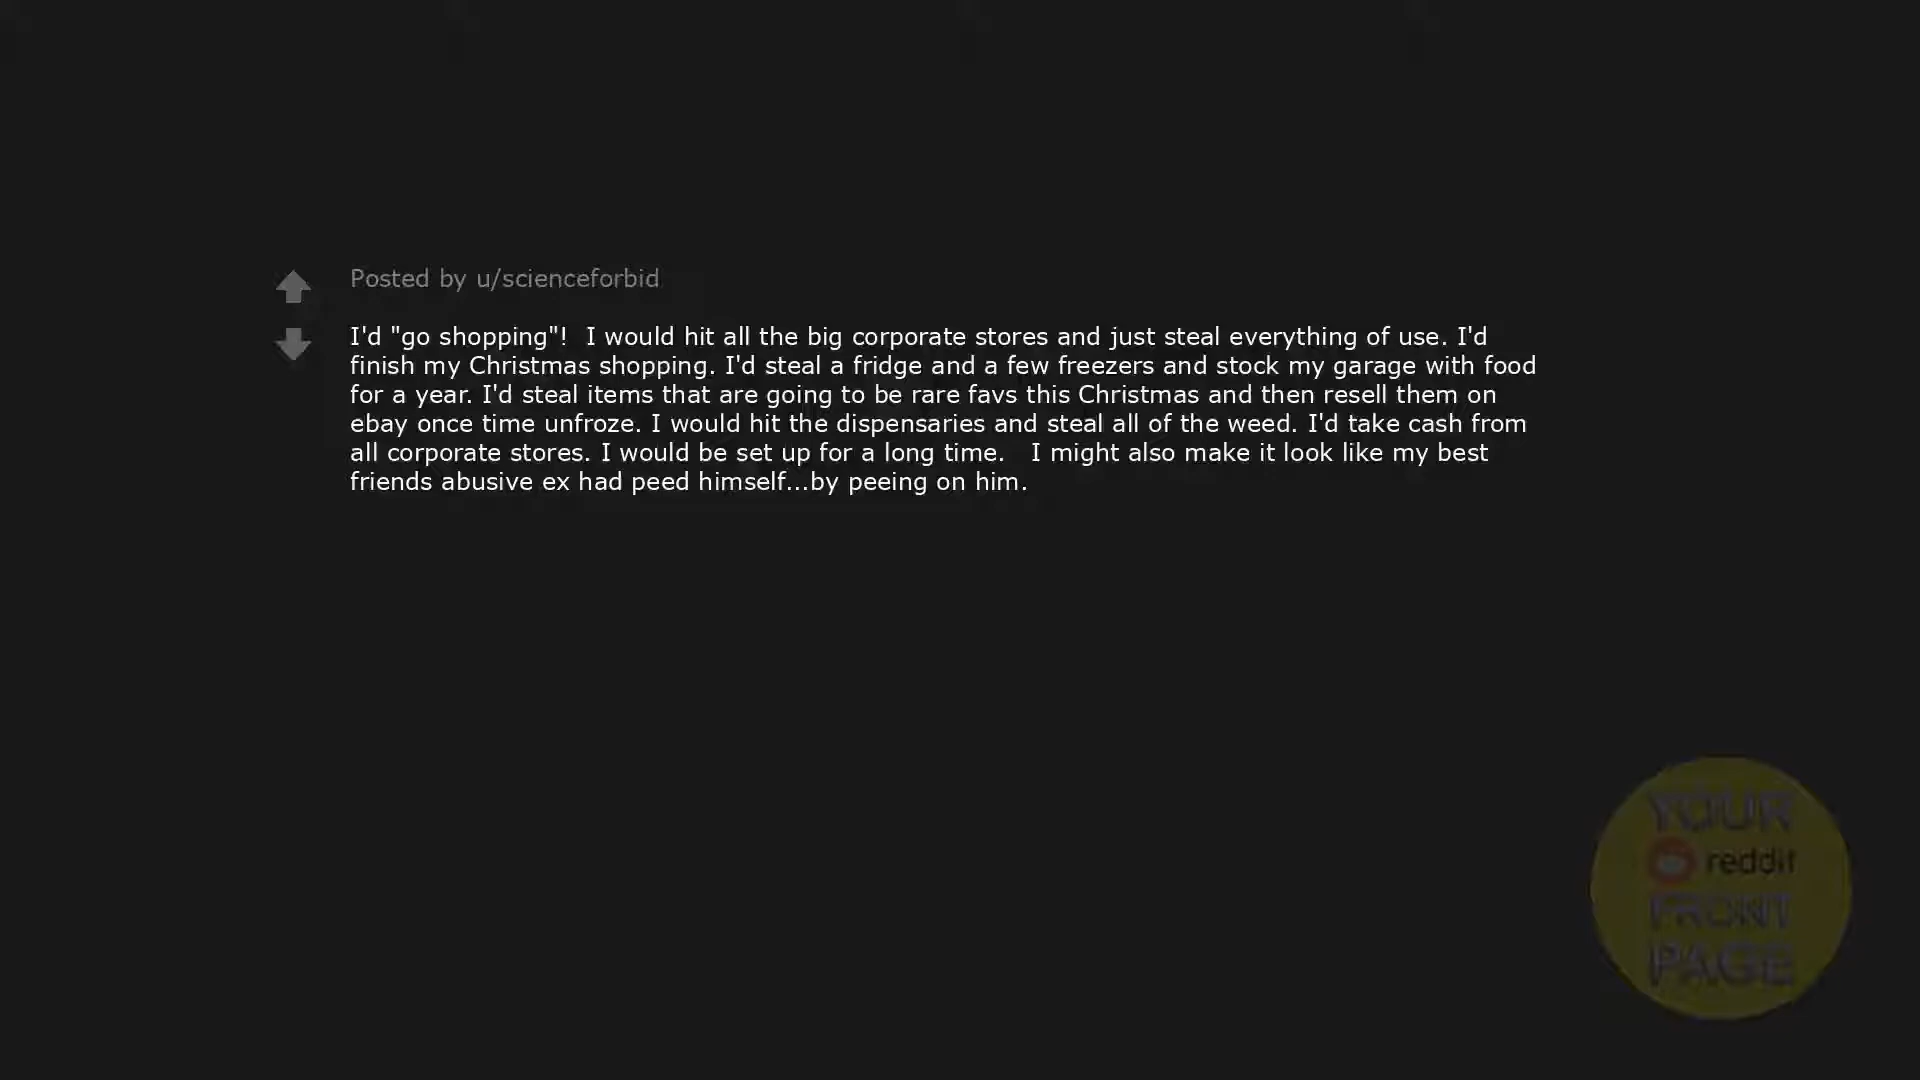 Posted by u/scienceforbid
I'd "go shopping"!  I would hit all the big corporate stores and just steal everything of use. I'd
finish my Christmas shopping. I'd steal a fridge and a few freezers and stock my garage with food
for a year. I'd steal items that are going to be rare favs this Christmas and then resell them on
ebay once time unfroze. I would hit the dispensaries and steal all of the weed. I'd take cash from
all corporate stores. I would be set up for a long time.   I might also make it look like my best
friends abusive ex had peed himself...by peeing on him.
YOUR
reddit
FRONT
PAGE